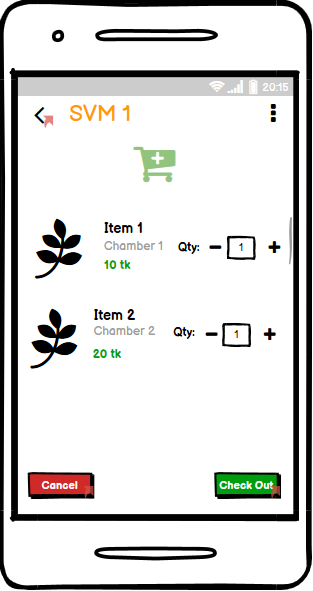 20:15
SVM 1
Item 1
Chamber 1 Qty: 1
10 tk
Item 2
Chamber 2 Qty: 1
20 tk
Cancel Check Out